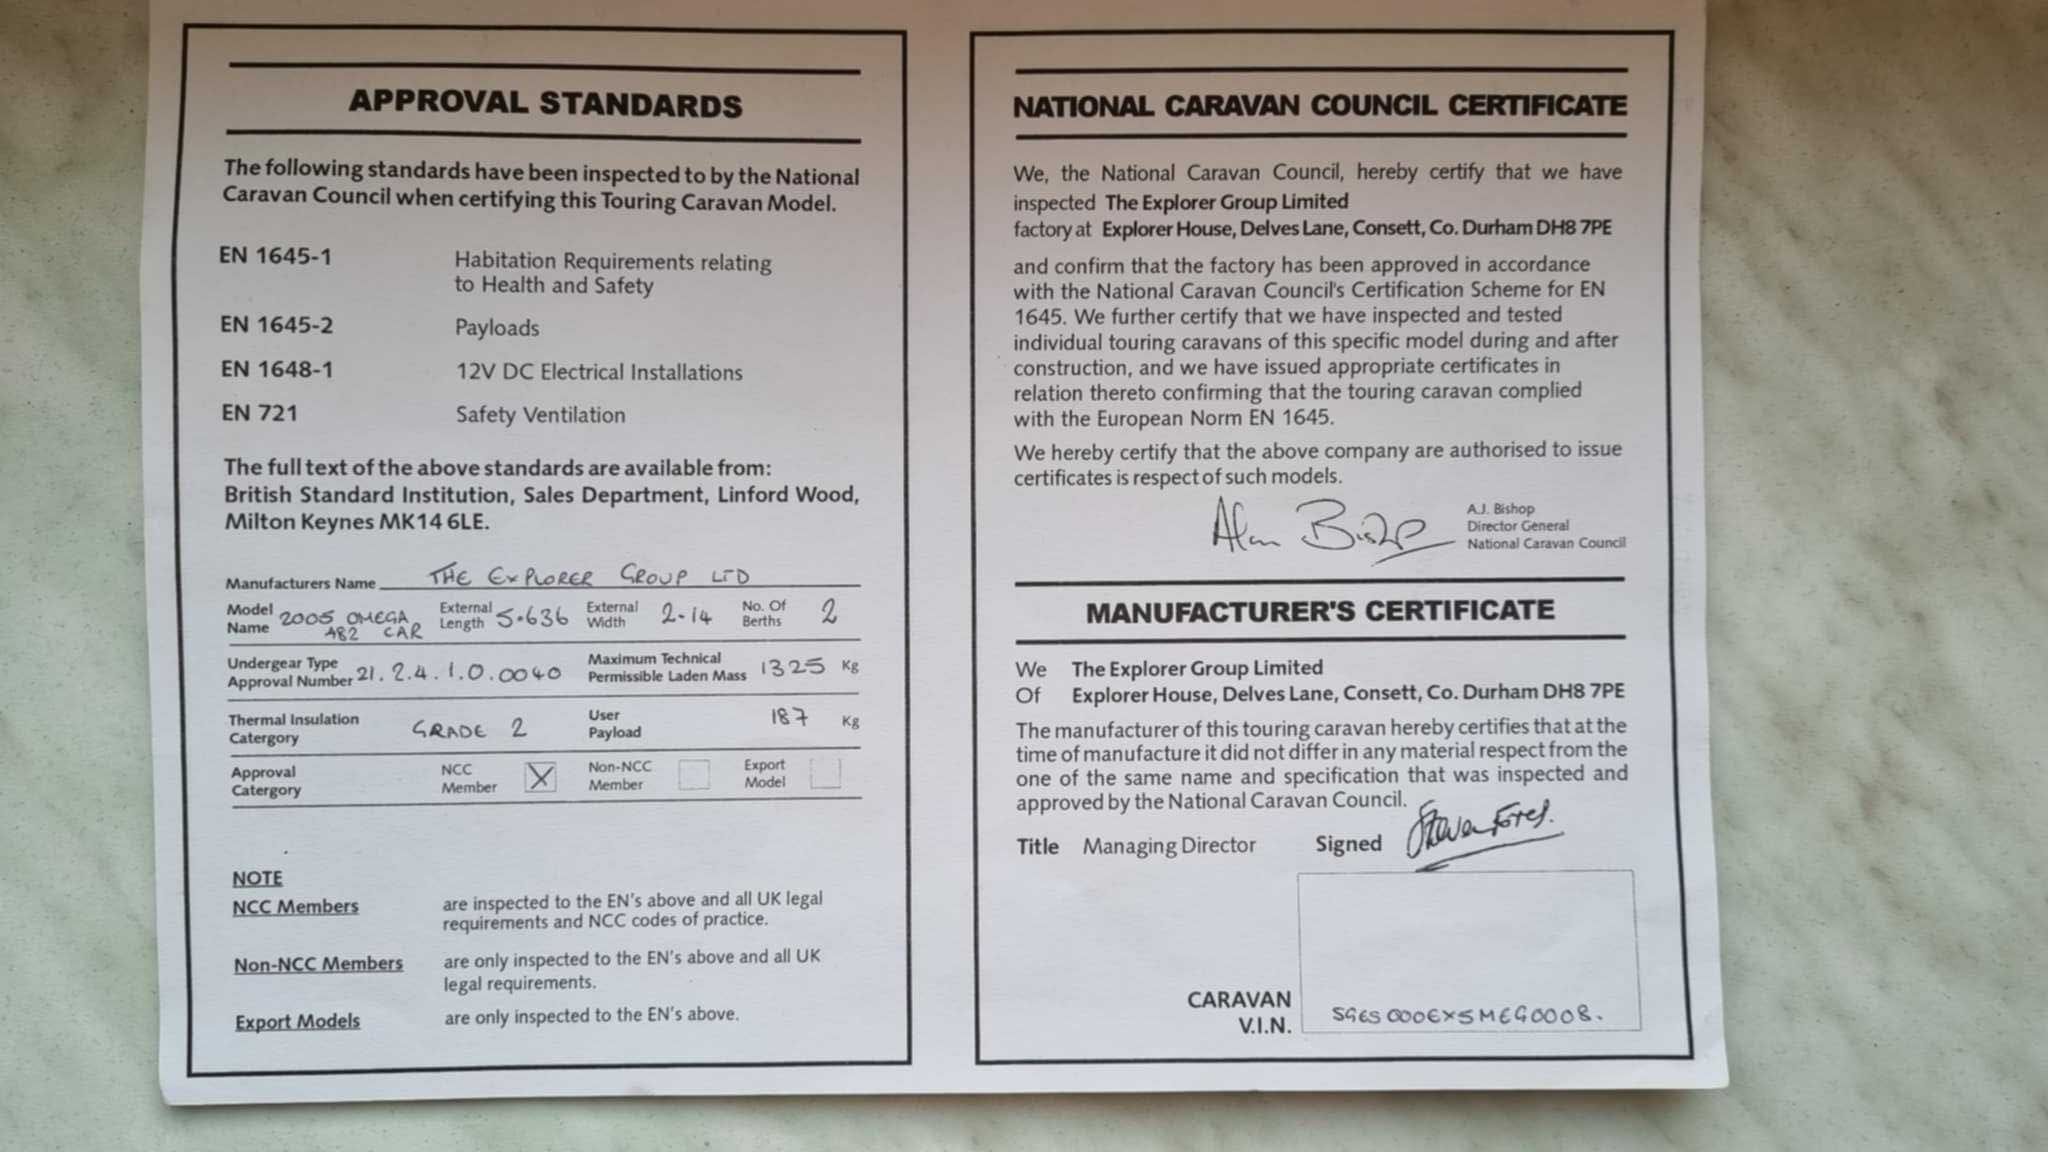 APPROVAL STANDARDS
The following standards have been inspected to by the National
Caravan Council when certifying this Touring Caravan Model.
EN 1645-1 Habitation Requirements relating
to Health and Safety
EN 1645-2 Payloads
EN 1648-1 12V DC Electrical Installations
EN 721 Safety Ventilation
The full text of the above standards are available from:
British Standard Institution, Sales Department, Linford Wood,
Milton Keynes MK14 6LE.
Manufacturers Name THE EXPLORER GROUP LTD
Model Name 2005 OMEGA 482 CAR External Length 5.636 External Width 2.14 No. Of Berths 2
Undergear Type Approval Number 21.2.4.1.0.0040 Maximum Technical Permissible Laden Mass 1325 Kg
Thermal Insulation Catergory GRADE 2 User Payload 187 Kg
Approval Catergory NCC Member X Non-NCC Member Export Model
NOTE
NCC Members are inspected to the EN's above and all UK legal
requirements and NCC codes of practice.
Non-NCC Members are only inspected to the EN's above and all UK
legal requirements.
Export Models are only inspected to the EN's above.
NATIONAL CARAVAN COUNCIL CERTIFICATE
We, the National Caravan Council, hereby certify that we have
inspected The Explorer Group Limited
factory at Explorer House, Delves Lane, Consett, Co. Durham DH8 7PE
and confirm that the factory has been approved in accordance
with the National Caravan Council's Certification Scheme for EN
1645. We further certify that we have inspected and tested
individual touring caravans of this specific model during and after
construction, and we have issued appropriate certificates in
relation thereto confirming that the touring caravan complied
with the European Norm EN 1645.
We hereby certify that the above company are authorised to issue
certificates is respect of such models.
Alan Bishop
A.J. Bishop
Director General
National Caravan Council
MANUFACTURER'S CERTIFICATE
We The Explorer Group Limited
Of Explorer House, Delves Lane, Consett, Co. Durham DH8 7PE
The manufacturer of this touring caravan hereby certifies that at the
time of manufacture it did not differ in any material respect from the
one of the same name and specification that was inspected and
approved by the National Caravan Council.
Title Managing Director Signed
CARAVAN
V.I.N. SGES000EX5MEG0008.